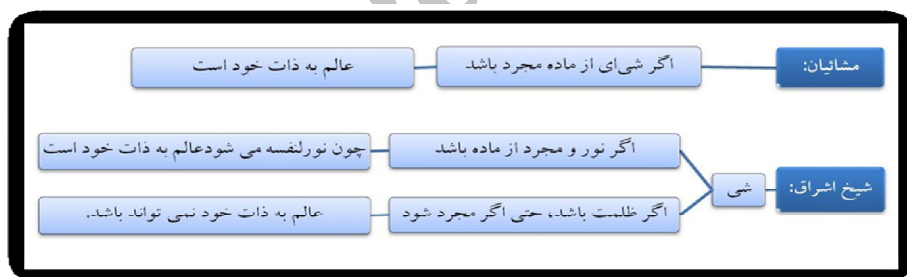 مشائیان:
اگر شی‌ای از ماده مجرد باشد
عالم به ذات خود است
شیخ اشراق:
شی
اگر نور و مجرد از ماده باشد
چون نورلنفسه می شودعالم به ذات خود است
اگر ظلمت باشد، حتی اگر مجرد شود
عالم به ذات خود نمی تواند باشد.